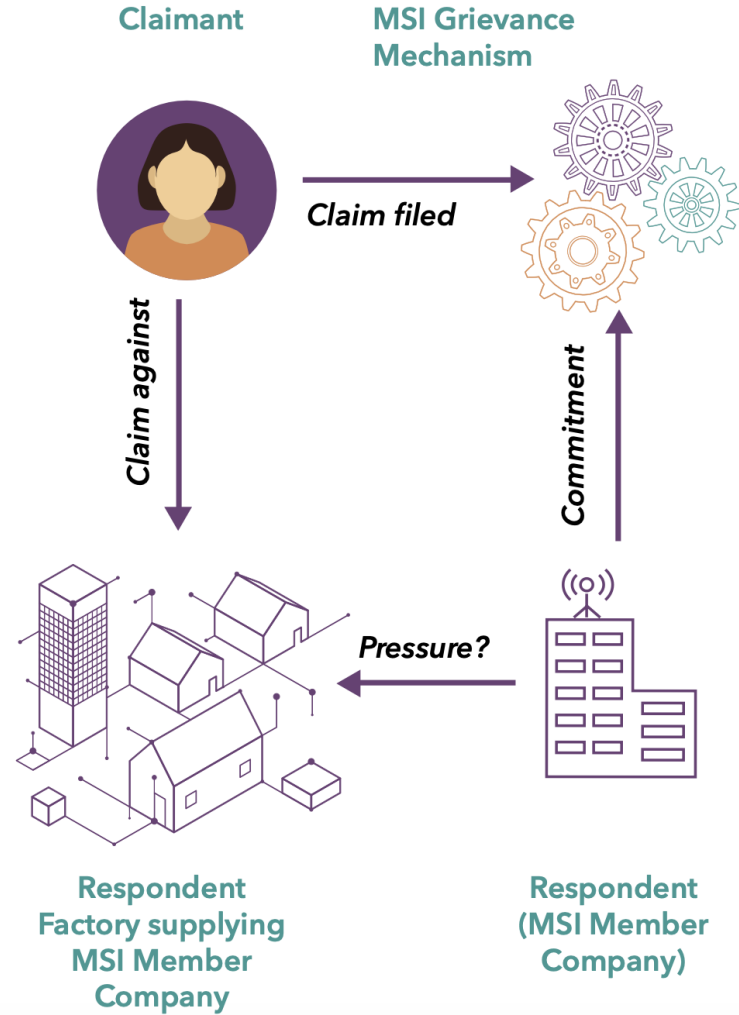 Claimant
MSI Grievance
Mechanism
Claim filed
Claim against
Commitment
Pressure?
Respondent
Factory supplying
MSI Member
Company
Respondent
(MSI Member
Company)